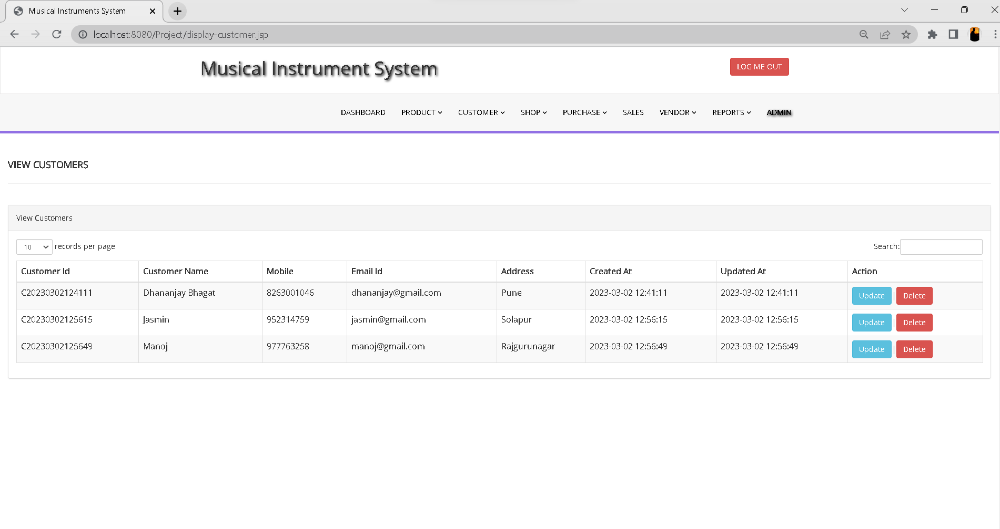 Musical Instruments System
localhost:8080/Project/display-customer.jsp
Musical Instrument System
LOG ME OUT
DASHBOARD PRODUCT CUSTOMER SHOP PURCHASE SALES VENDOR REPORTS ADMIN
VIEW CUSTOMERS
View Customers
10 records per page Search:
Customer Id Customer Name Mobile Email Id Address Created At Updated At Action
C20230302124111 Dhananjay Bhagat 8263001046 dhananjay@gmail.com Pune 2023-03-02 12:41:11 2023-03-02 12:41:11 Update | Delete
C20230302125615 Jasmin 952314759 jasmin@gmail.com Solapur 2023-03-02 12:56:15 2023-03-02 12:56:15 Update | Delete
C20230302125649 Manoj 977763258 manoj@gmail.com Rajgurunagar 2023-03-02 12:56:49 2023-03-02 12:56:49 Update | Delete